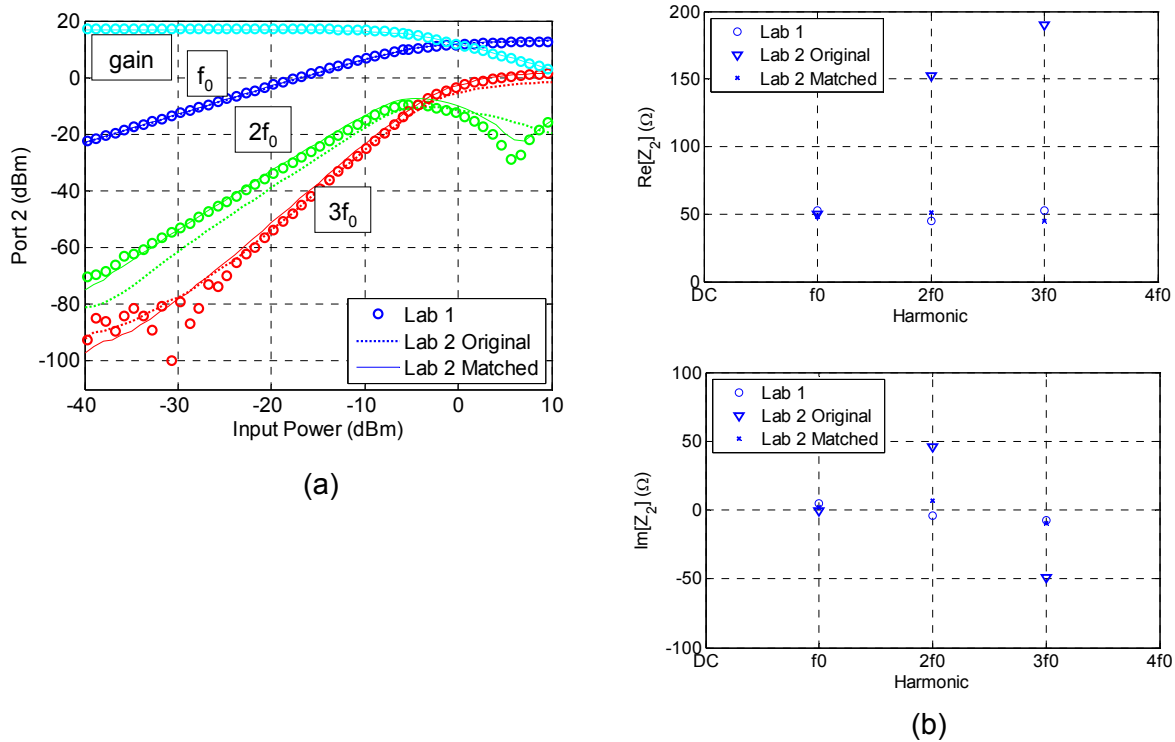 20
0
-20
-40
-60
-80
-100
Port 2 (dBm)
gain
f0
2f0
3f0
Lab 1
Lab 2 Original
Lab 2 Matched
-40
-30
-20
-10
0
10
Input Power (dBm)
(a)
200
150
100
50
0
Re[Z2] (Ω)
Lab 1
Lab 2 Original
Lab 2 Matched
DC
f0
2f0
3f0
4f0
Harmonic
100
50
0
-50
-100
Im[Z2] (Ω)
Lab 1
Lab 2 Original
Lab 2 Matched
DC
f0
2f0
3f0
4f0
Harmonic
(b)